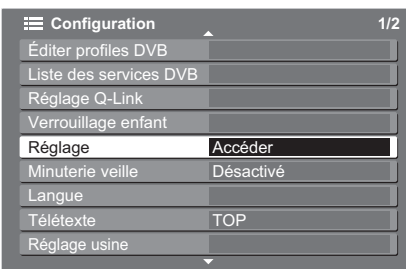 Configuration 1/2
Éditer profiles DVB
Liste des services DVB
Réglage Q-Link
Verrouillage enfant
Réglage Accéder
Minuterie veille Désactivé
Langue
Télétexte TOP
Réglage usine